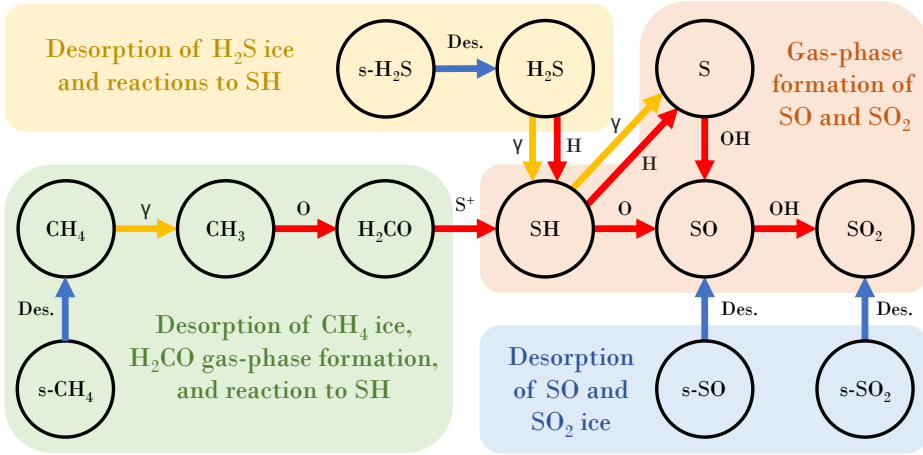 Desorption of H₂S ice
and reactions to SH
s-H₂S
Des.
H₂S
S
Gas-phase
formation of
SO and SO₂
γ
H
γ
H
OH
CH₄
γ
CH₃
O
H₂CO
S⁺
SH
O
SO
OH
SO₂
Des.
Des.
Des.
s-CH₄
Desorption of CH₄ ice,
H₂CO gas-phase formation,
and reaction to SH
Desorption
of SO and
SO₂ ice
s-SO
s-SO₂